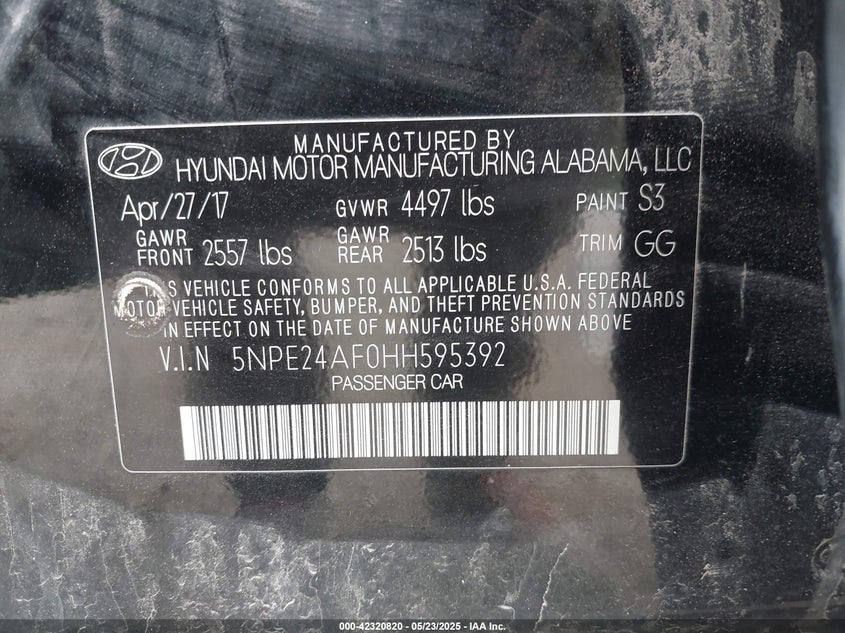 MANUFACTURED BY
HYUNDAI MOTOR MANUFACTURING ALABAMA, LLC
Apr/27/17 GVWR 4497 lbs PAINT S3
GAWR FRONT 2557 lbs GAWR REAR 2513 lbs TRIM GG
THIS VEHICLE CONFORMS TO ALL APPLICABLE U.S.A. FEDERAL
MOTOR VEHICLE SAFETY, BUMPER, AND THEFT PREVENTION STANDARDS
IN EFFECT ON THE DATE OF MANUFACTURE SHOWN ABOVE
V.I.N 5NPE24AF0HH595392
PASSENGER CAR
000-42320820 - 05/23/2025 - IAA Inc.